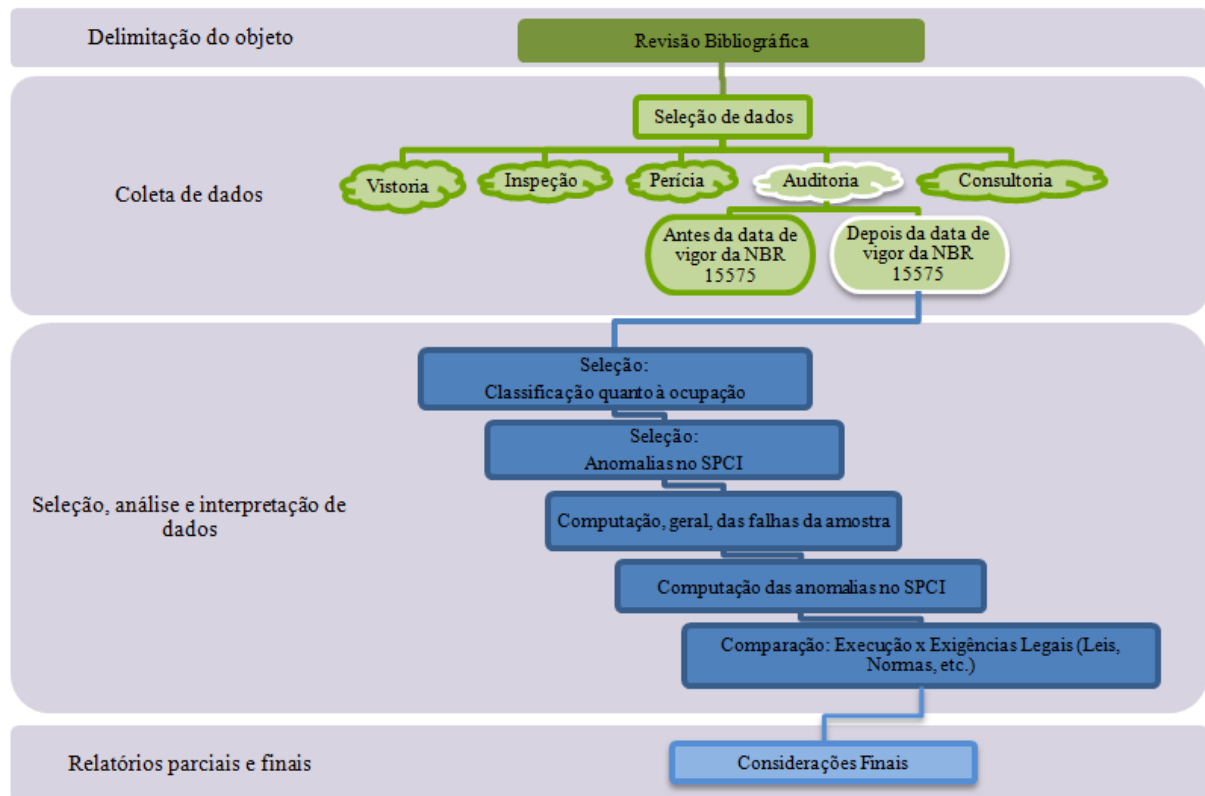 Delimitação do objeto
Revisão Bibliográfica
Coleta de dados
Seleção de dados
Vistoria
Inspeção
Perícia
Auditoria
Consultoria
Antes da data de
vigor da NBR
15575
Depois da data de
vigor da NBR
15575
Seleção, análise e interpretação de
dados
Seleção:
Classificação quanto à ocupação
Seleção:
Anomalias no SPCI
Computação, geral, das falhas da amostra
Computação das anomalias no SPCI
Comparação: Execução x Exigências Legais (Leis,
Normas, etc.)
Relatórios parciais e finais
Considerações Finais